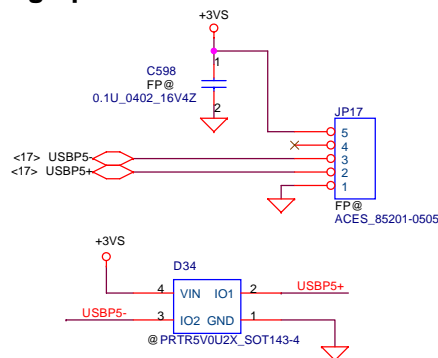 +3VS
1
C598
FP@
0.1U_0402_16V4Z
2
JP17
5
4
<17> USBP5- 3
<17> USBP5+ 2
1
FP@
ACES_85201-0505
+3VS
D34
4 VIN IO1 2 USBP5+
USBP5- 3 IO2 GND 1
@PRTR5V0U2X_SOT143-4